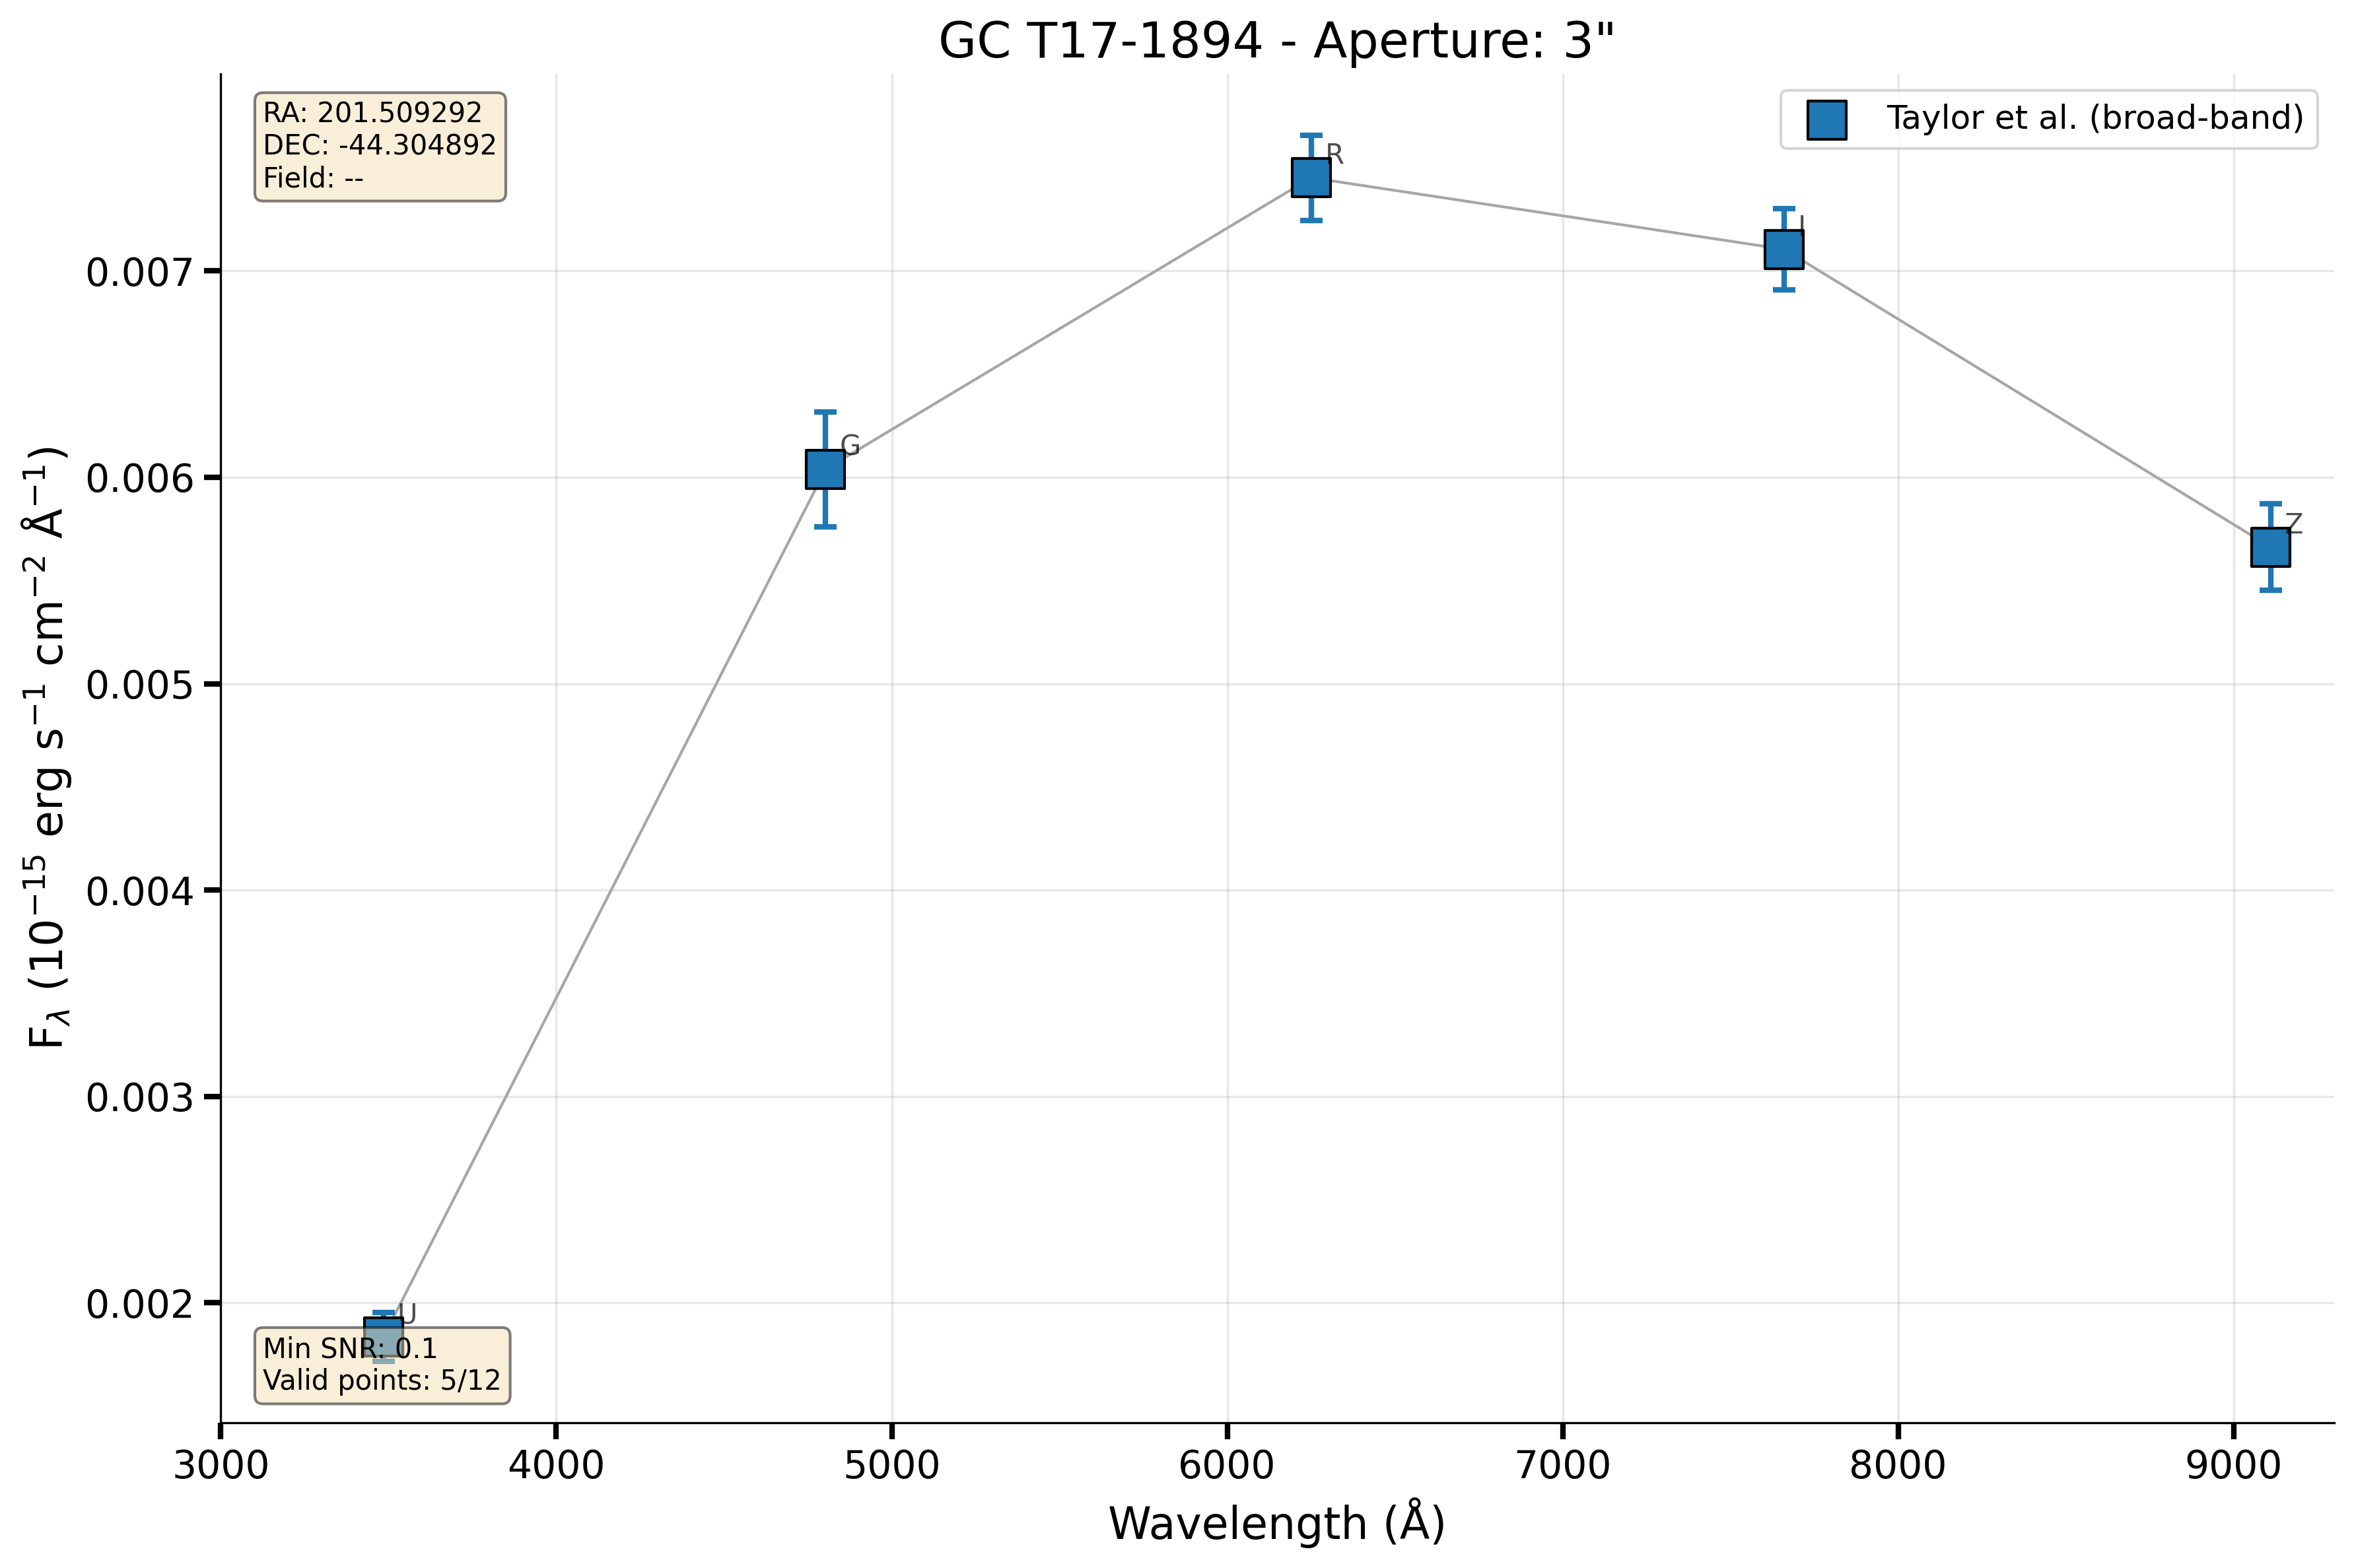 GC T17-1894 - Aperture: 3"
RA: 201.509292
DEC: -44.304892
Field: --
Taylor et al. (broad-band)
R
I
G
Z
U
0.007
0.006
0.005
0.004
0.003
0.002
F_λ (10⁻¹⁵ erg s⁻¹ cm⁻² Å⁻¹)
Min SNR: 0.1
Valid points: 5/12
3000 4000 5000 6000 7000 8000 9000
Wavelength (Å)